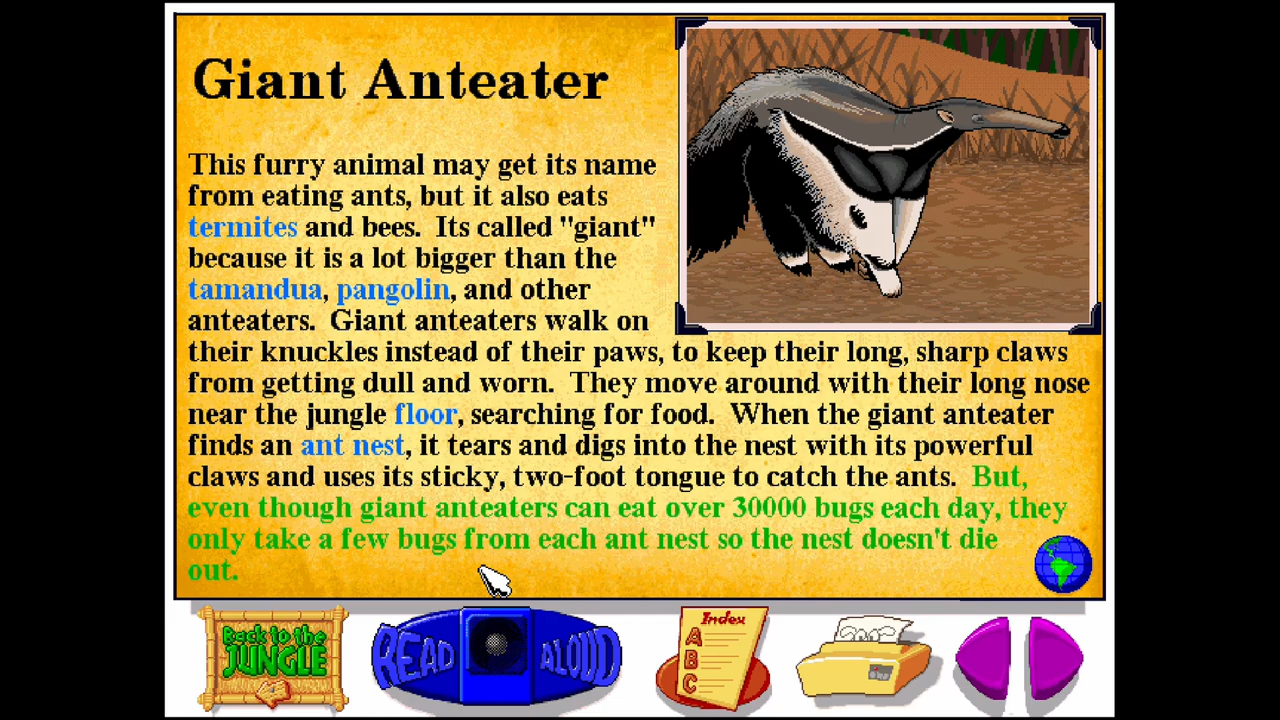 Giant Anteater
This furry animal may get its name
from eating ants, but it also eats
termites and bees.  Its called "giant"
because it is a lot bigger than the
tamandua, pangolin, and other
anteaters.  Giant anteaters walk on
their knuckles instead of their paws, to keep their long, sharp claws
from getting dull and worn.  They move around with their long nose
near the jungle floor, searching for food.  When the giant anteater
finds an ant nest, it tears and digs into the nest with its powerful
claws and uses its sticky, two-foot tongue to catch the ants.  But,
even though giant anteaters can eat over 30000 bugs each day, they
only take a few bugs from each ant nest so the nest doesn't die
out.
Back to the
JUNGLE
READ ALOUD
Index
A
B
C